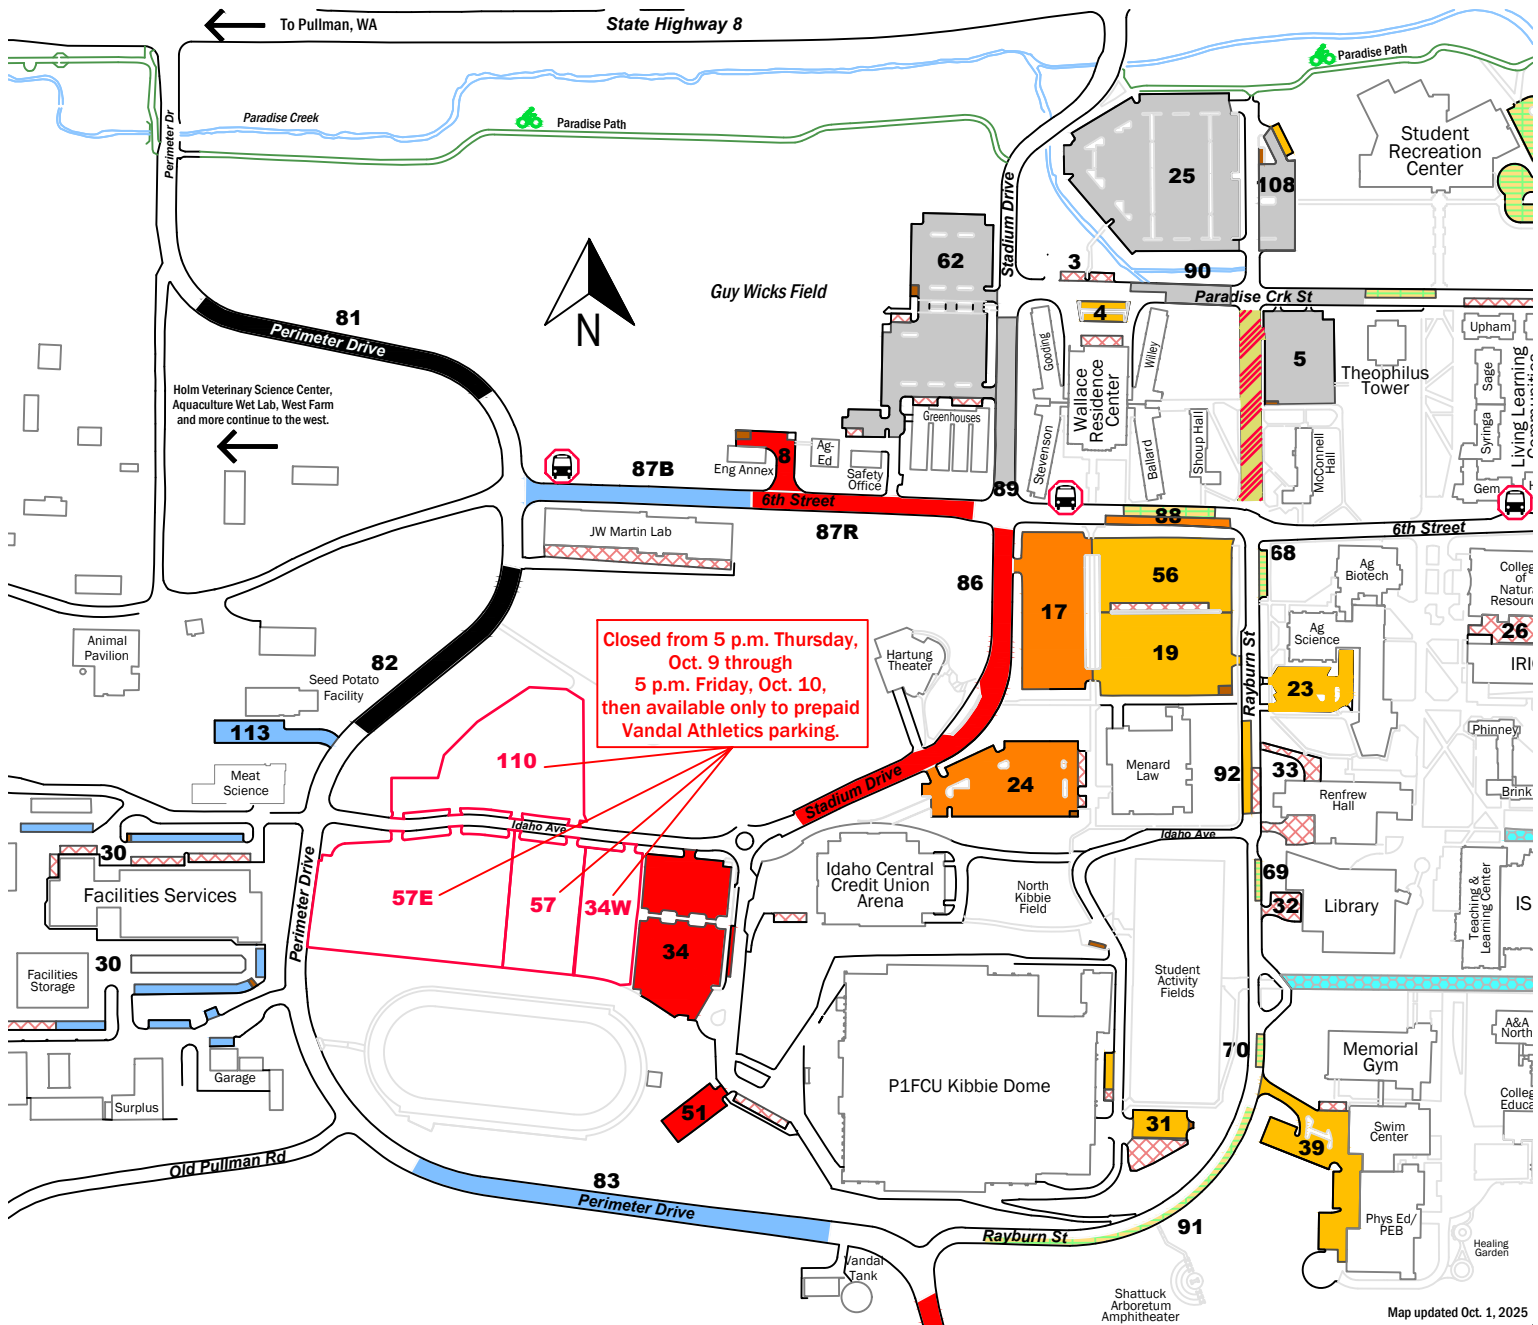 To Pullman, WA
State Highway 8
Paradise Path
Perimeter Dr
Paradise Creek
Paradise Path
Student
Recreation
Center
25
108
Stadium Drive
62
3
90
Guy Wicks Field
Paradise Crk St
4
81
Perimeter Drive
N
Gooding
Willey
Wallace
Residence
Center
5
Theophilus
Tower
Upham
Sage
Syringa
Gem
Living Learning
Holm Veterinary Science Center,
Aquaculture Wet Lab, West Farm
and more continue to the west.
Greenhouses
Stevenson
Ballard
Shoup Hall
McConnell
Hall
8
Ag-
Ed
Eng Annex
Safety
Office
87B
6th Street
87R
89
88
6th Street
JW Martin Lab
86
17
56
19
68
Ag
Biotech
Ag
Science
26
23
Rayburn St
Animal
Pavilion
82
Seed Potato
Facility
113
Meat
Science
Closed from 5 p.m. Thursday,
Oct. 9 through
5 p.m. Friday, Oct. 10,
then available only to prepaid
Vandal Athletics parking.
Hartung
Theater
110
Stadium Drive
24
Menard
Law
92
33
Renfrew
Hall
Phinney
Brink
Idaho Ave
Idaho Ave
30
Facilities Services
Perimeter Drive
57E
57
34W
34
Idaho Central
Credit Union
Arena
North
Kibbie
Field
69
32
Library
Teaching &
Learning Center
30
Facilities
Storage
Student
Activity
Fields
70
Memorial
Gym
A&A
North
Garage
Surplus
51
P1FCU Kibbie Dome
31
39
Swim
Center
Phys Ed/
PEB
Old Pullman Rd
83
Perimeter Drive
Rayburn St
91
Healing
Garden
Vandal
Tank
Shattuck
Arboretum
Amphitheater
Map updated Oct. 1, 2025